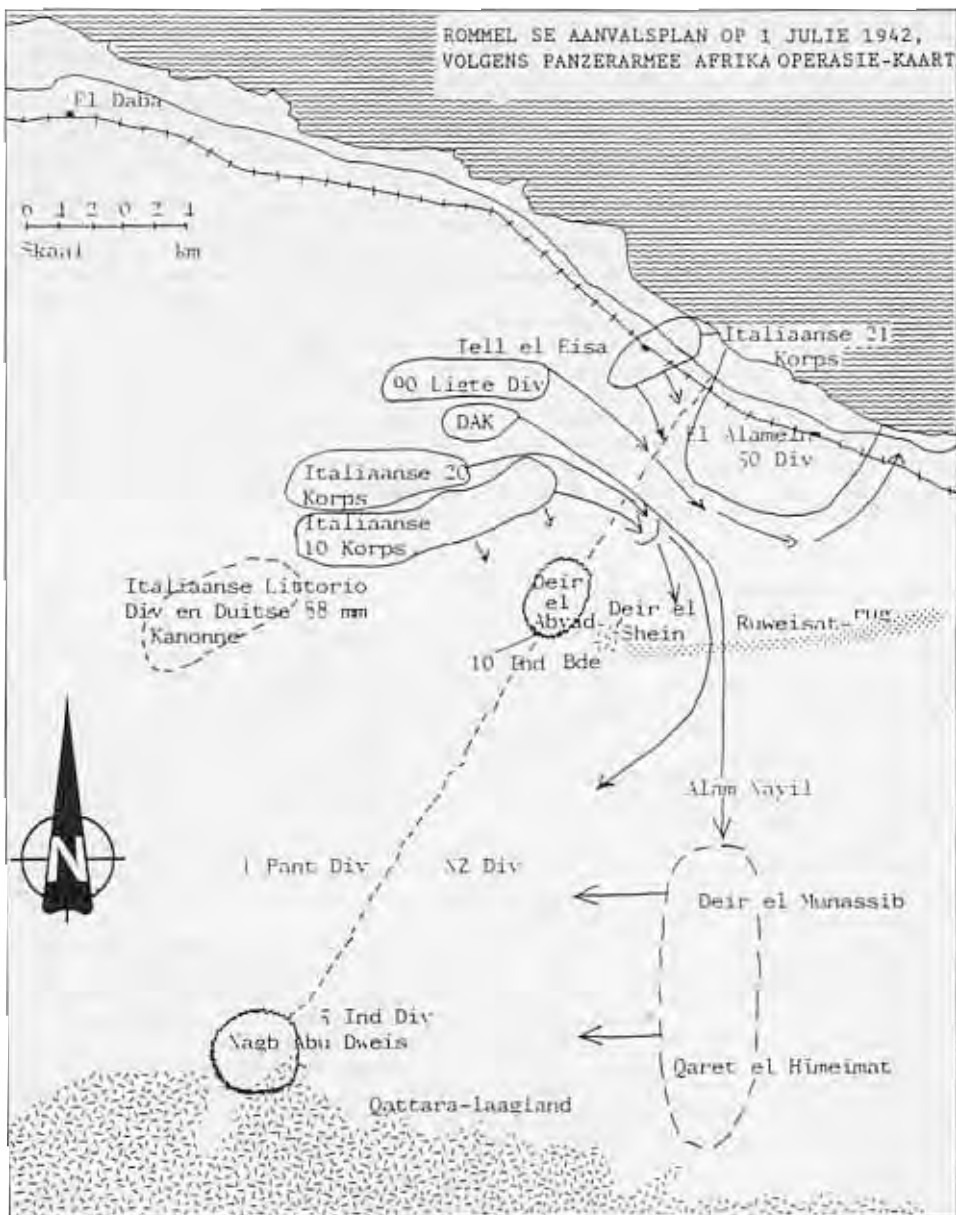 ROMMEL SE AANVALSPLAN OP 1 JULIE 1942,
VOLGENS PANZERARMEE AFRIKA OPERASIE-KAART
El Daba
Skaal km
Tell el Eisa
Italiaanse 21
Korps
90 Ligte Div
DAK
El Alamein
50 Div
Italiaanse 20
Korps
Italiaanse
10 Korps
Italiaanse Littorio
Div en Duitse 88 mm
Kanonne
Deir
el
Abyad
Deir el
Shein
Ruweisat-rug
10 Ind Bde
Alam Nayil
N
1 Pant Div
NZ Div
Deir el Munassib
5 Ind Div
Nagb Abu Dweis
Qaret el Himeimat
Qattara-laagland